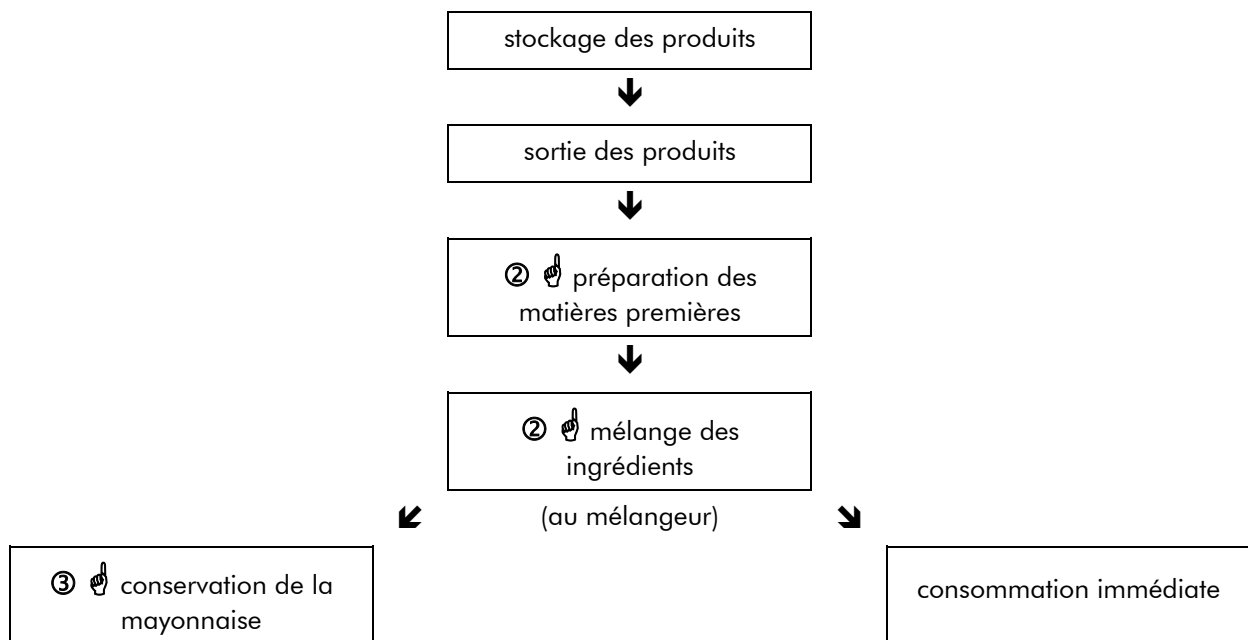 stockage des produits
🡻
sortie des produits
🡻
② ☝ préparation des
matières premières
🡻
② ☝ mélange des
ingrédients
🡿 (au mélangeur) 🡾
③ ☝ conservation de la
mayonnaise
consommation immédiate